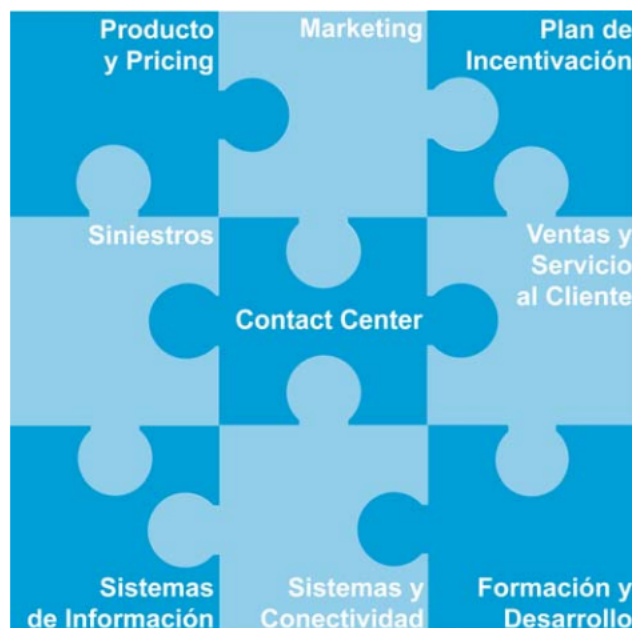 Producto
y Pricing
Marketing
Plan de
Incentivación
Siniestros
Contact Center
Ventas y
Servicio
al Cliente
Sistemas
de Información
Sistemas y
Conectividad
Formación y
Desarrollo